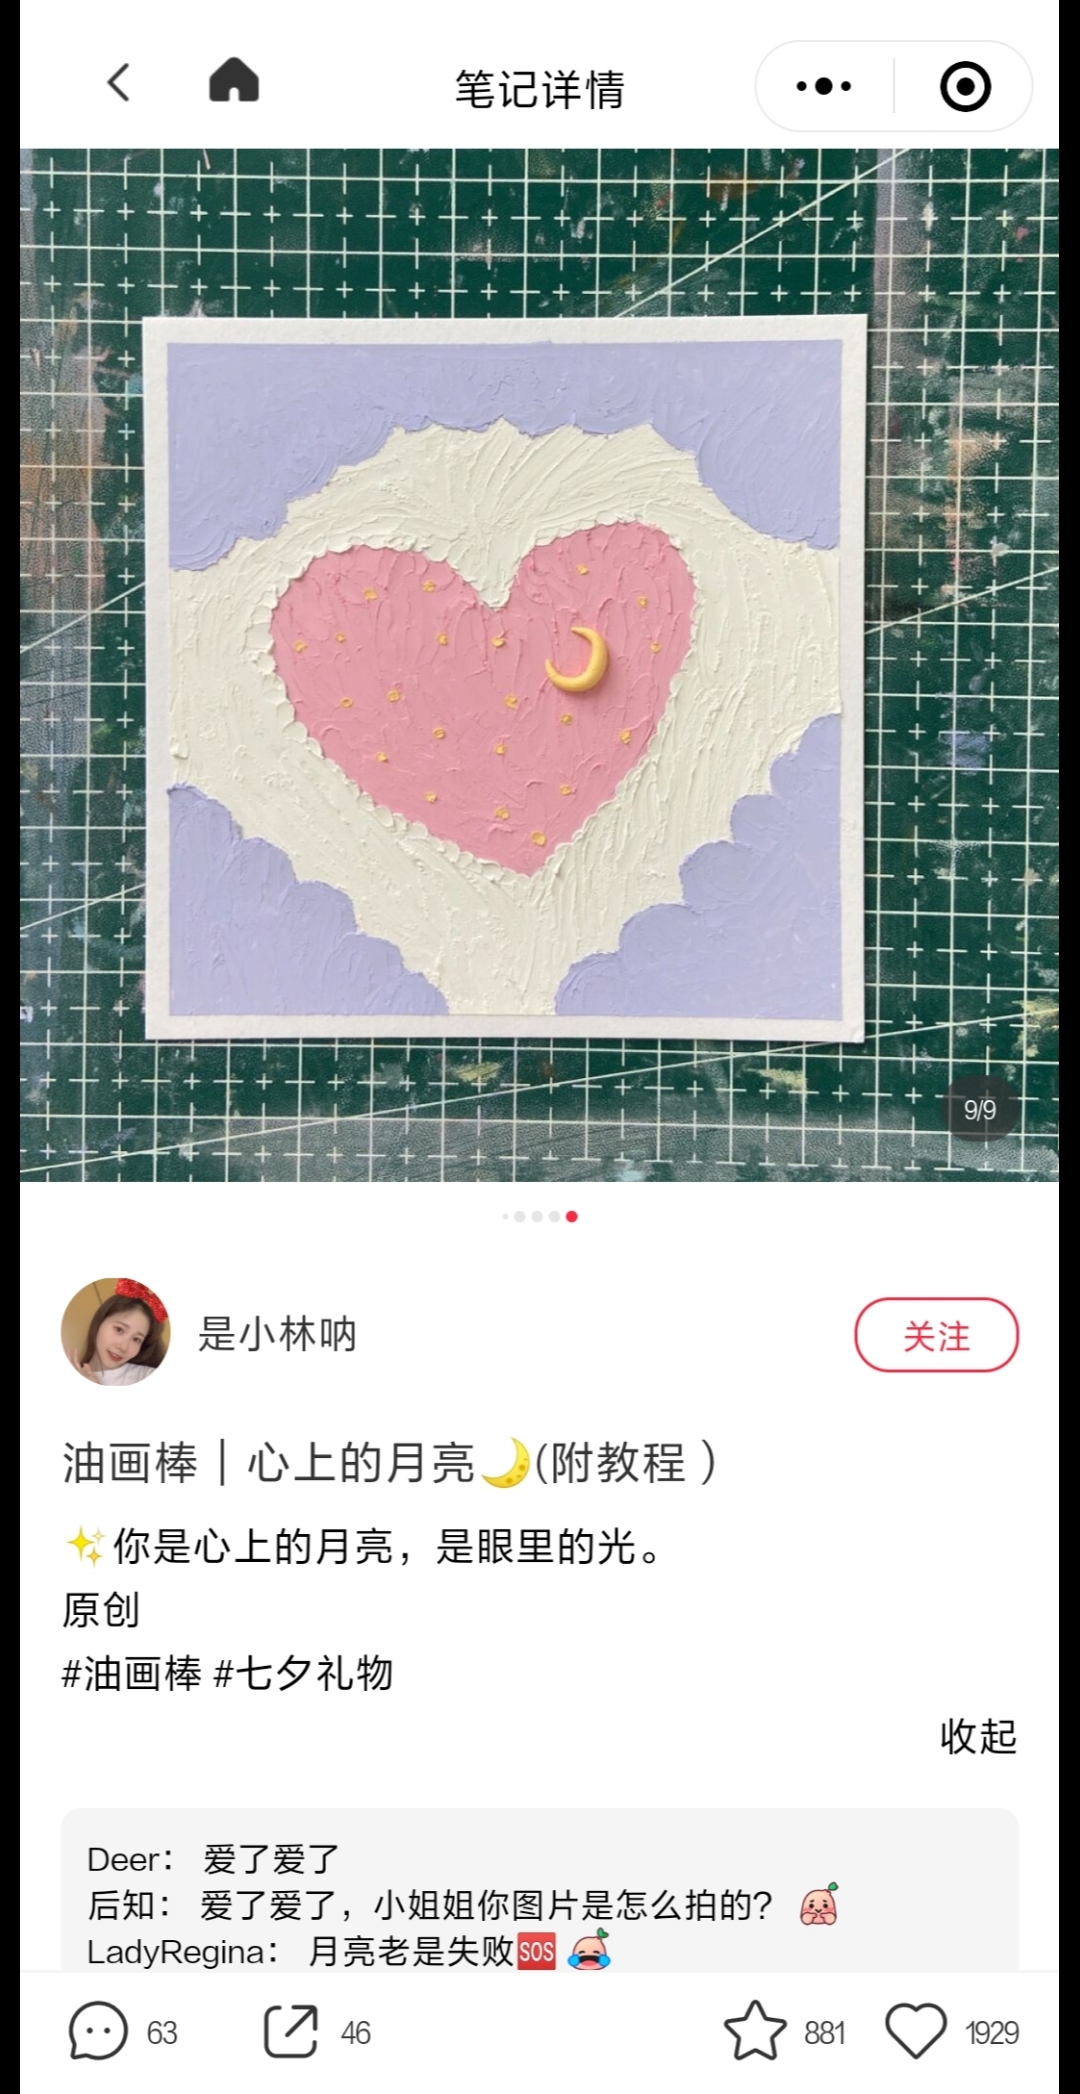 笔记详情
9/9
是小林呐
关注
油画棒｜心上的月亮🌙(附教程 )
✨你是心上的月亮，是眼里的光。
原创
#油画棒 #七夕礼物
收起
Deer： 爱了爱了
后知： 爱了爱了，小姐姐你图片是怎么拍的？
LadyRegina： 月亮老是失败🆘
63 46 881 1929